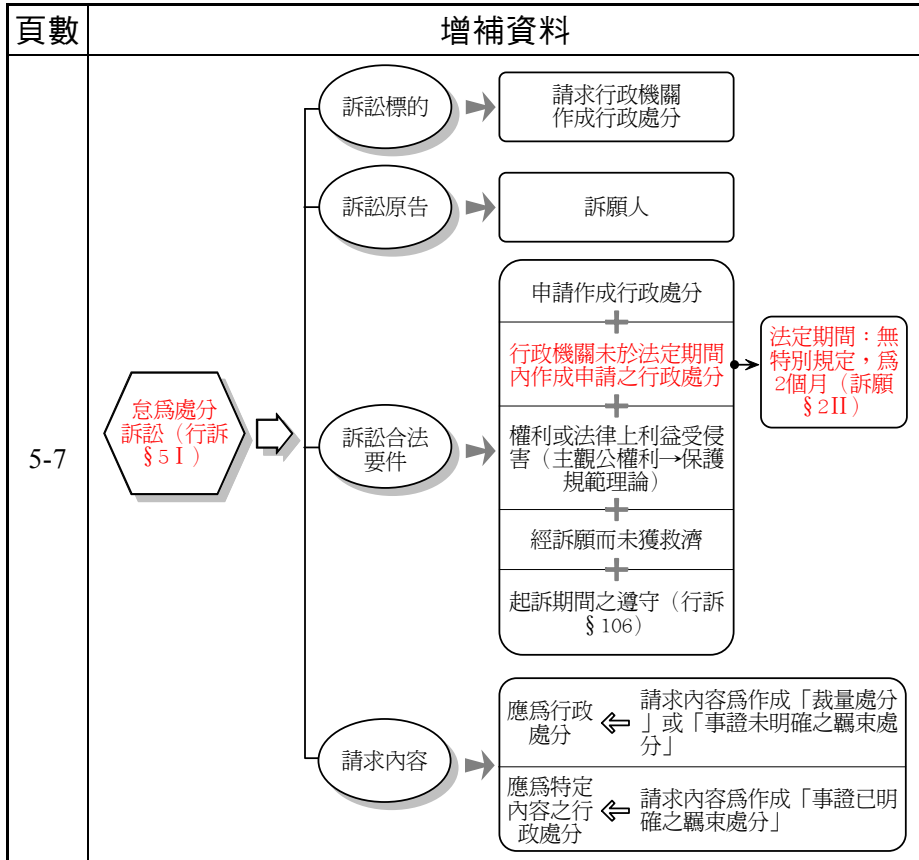 頁數
增補資料
5-7
怠爲處分
訴訟（行訴
§5Ⅰ）
訴訟標的
請求行政機關
作成行政處分
訴訟原告
訴願人
訴訟合法
要件
申請作成行政處分
行政機關未於法定期間
內作成申請之行政處分
法定期間：無
特別規定，爲
2個月（訴願
§2II）
權利或法律上利益受侵
害（主觀公權利→保護
規範理論）
經訴願而未獲救濟
起訴期間之遵守（行訴
§106）
請求內容
應爲行政
處分
請求內容爲作成「裁量處分
」或「事證未明確之羈束處
分」
應爲特定
內容之行
政處分
請求內容爲作成「事證已明
確之羈束處分」